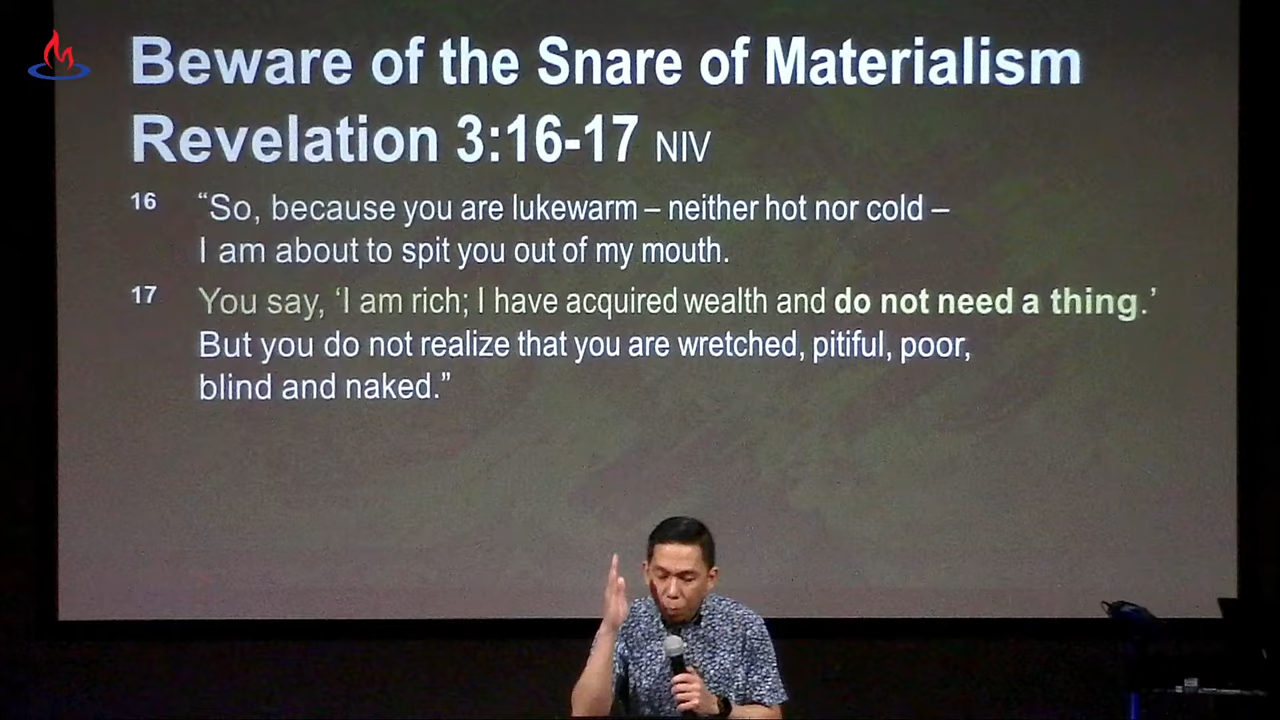 Beware of the Snare of Materialism
Revelation 3:16-17 NIV
16 “So, because you are lukewarm – neither hot nor cold –
I am about to spit you out of my mouth.
17 You say, ‘I am rich; I have acquired wealth and do not need a thing.’
But you do not realize that you are wretched, pitiful, poor,
blind and naked.”